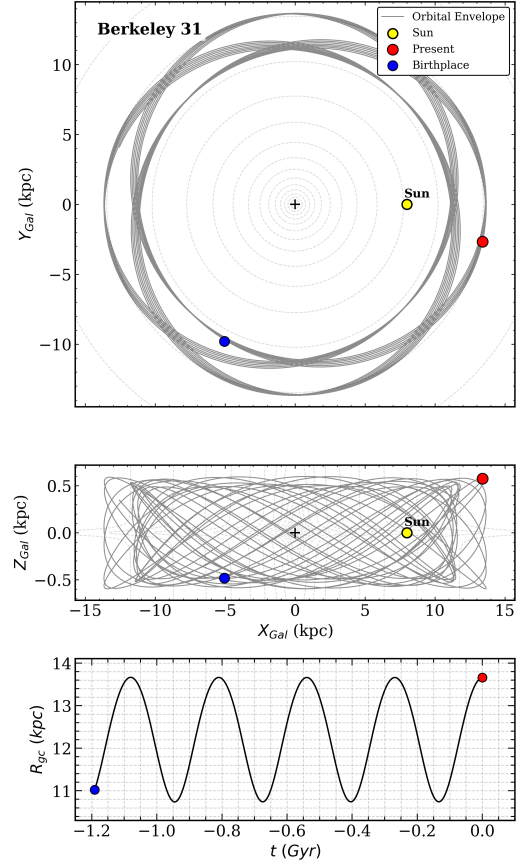 Berkeley 31
Orbital Envelope
Sun
Present
Birthplace
10
5
0
−5
−10
Y_Gal (kpc)
Sun
0.5
0.0
−0.5
Z_Gal (kpc)
Sun
−15 −10 −5 0 5 10 15
X_Gal (kpc)
14
13
12
11
R_gc (kpc)
−1.2 −1.0 −0.8 −0.6 −0.4 −0.2 0.0
t (Gyr)